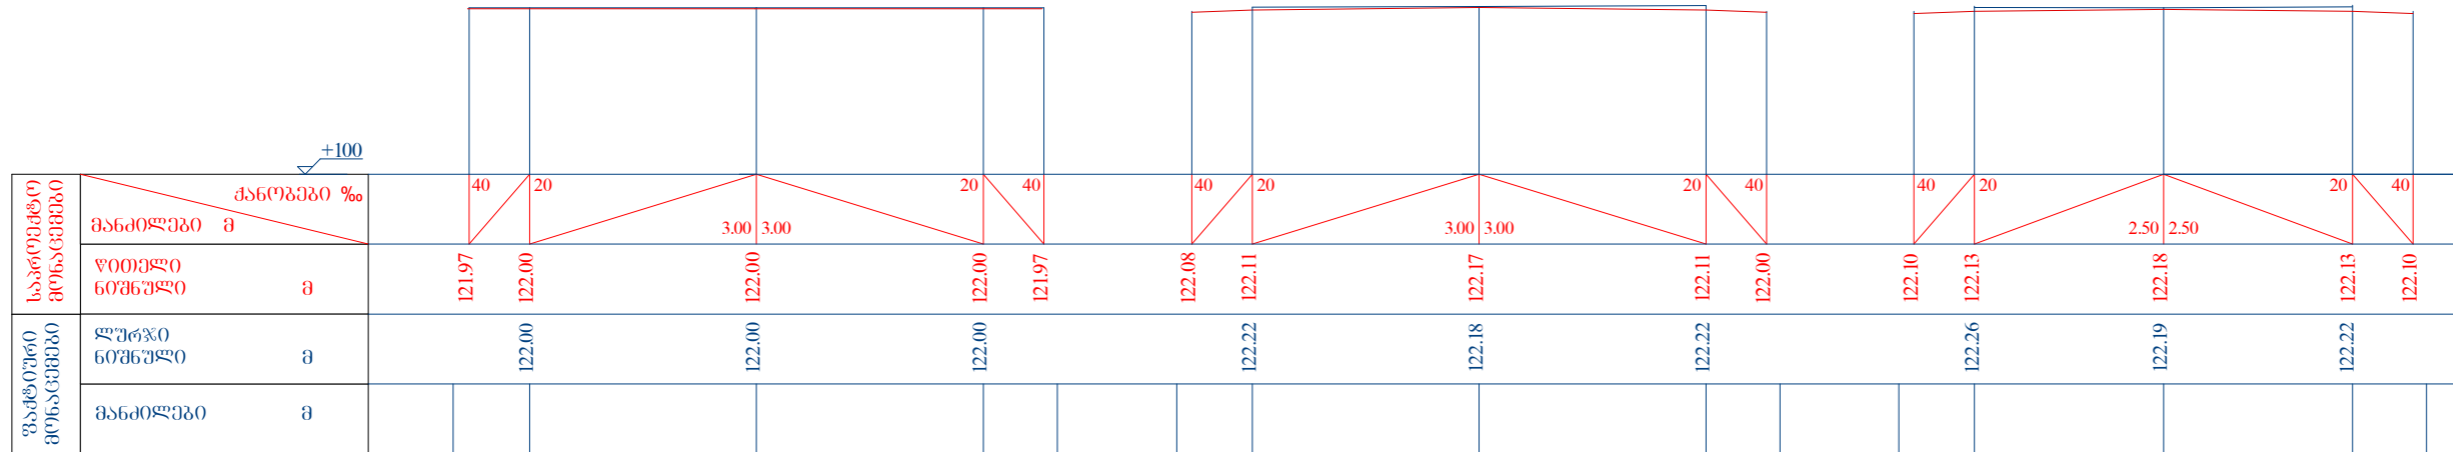 +100
საპროექტო
მონაცემები
ქანობები ‰
მანძილები მ
40 20 20 40 40 20 20 40 40 20 20 40
3.00 3.00 3.00 3.00 2.50 2.50
წითელი
ნიშნული მ
121.97 122.00 122.00 122.00 121.97 122.08 122.11 122.17 122.11 122.00 122.10 122.13 122.18 122.13 122.10
ფაქტიური
მონაცემები
ლურჯი
ნიშნული მ
122.00 122.00 122.00 122.22 122.18 122.22 122.26 122.19 122.22
მანძილები მ